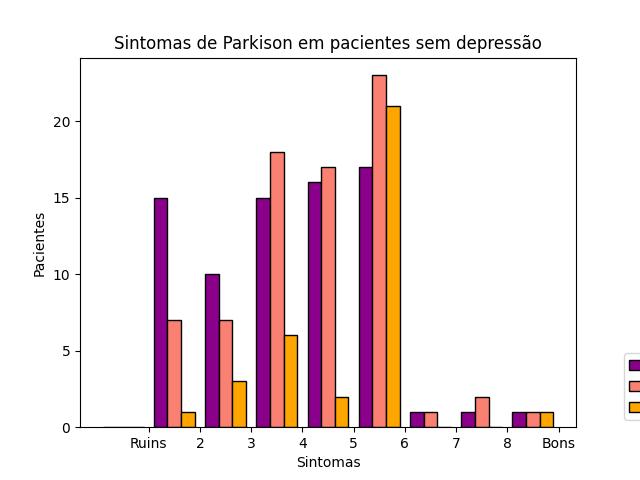 Sintomas de Parkison em pacientes sem depressão
Pacientes
20
15
10
5
0
Ruins 2 3 4 5 6 7 8 Bons
Sintomas